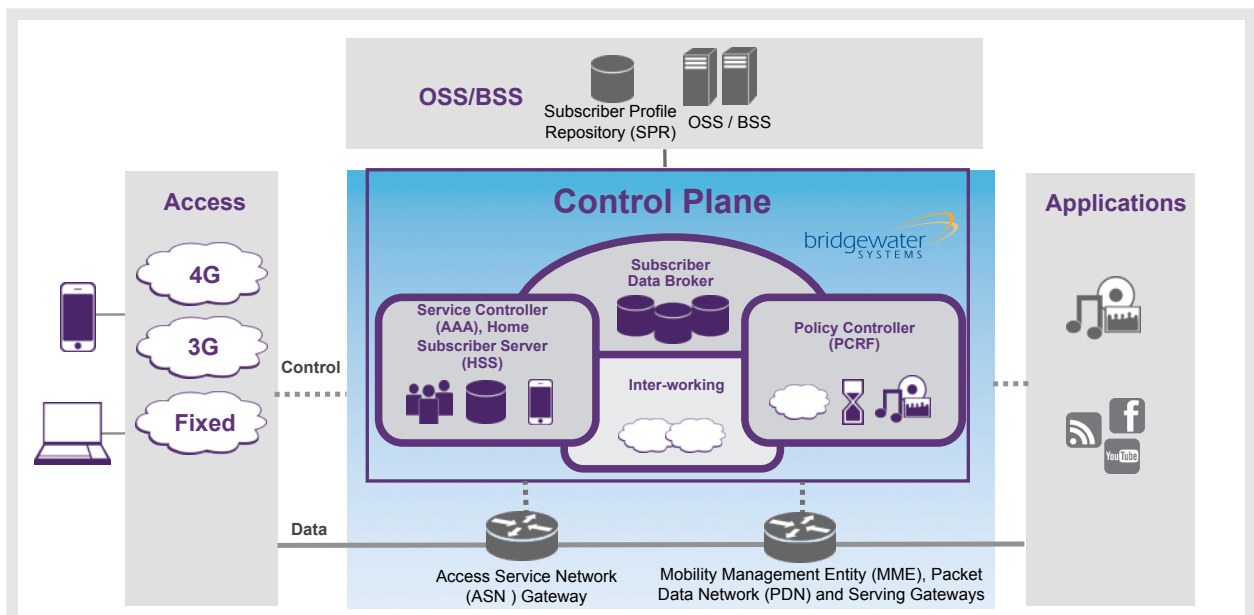 OSS/BSS
Subscriber Profile
Repository (SPR)
OSS / BSS
Access
4G
3G
Fixed
Control
Data
Control Plane
bridgewater
SYSTEMS
Subscriber
Data Broker
Service Controller
(AAA), Home
Subscriber Server
(HSS)
Policy Controller
(PCRF)
Inter-working
Access Service Network
(ASN ) Gateway
Mobility Management Entity (MME), Packet
Data Network (PDN) and Serving Gateways
Applications
f
You Tube